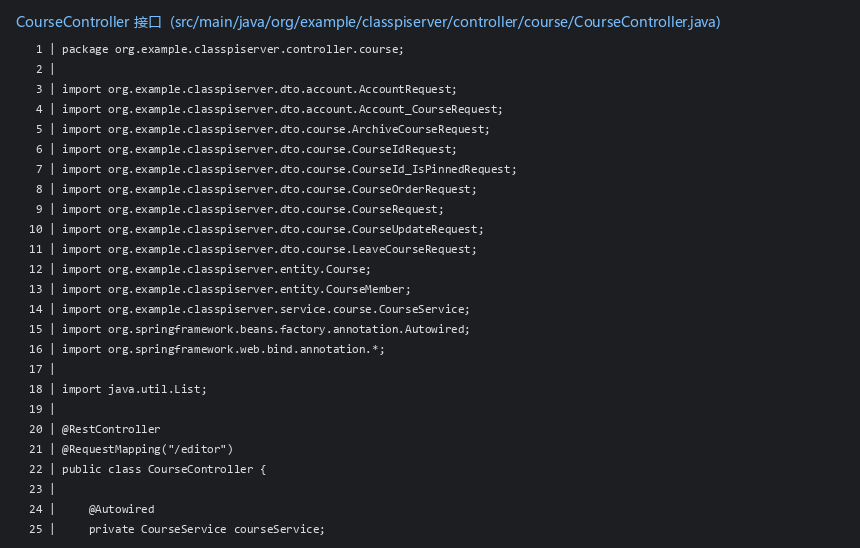 CourseController 接口 (src/main/java/org/example/classpiserver/controller/course/CourseController.java)
1 | package org.example.classpiserver.controller.course;
2 |
3 | import org.example.classpiserver.dto.account.AccountRequest;
4 | import org.example.classpiserver.dto.account.Account_CourseRequest;
5 | import org.example.classpiserver.dto.course.ArchiveCourseRequest;
6 | import org.example.classpiserver.dto.course.CourseIdRequest;
7 | import org.example.classpiserver.dto.course.CourseId_IsPinnedRequest;
8 | import org.example.classpiserver.dto.course.CourseOrderRequest;
9 | import org.example.classpiserver.dto.course.CourseRequest;
10 | import org.example.classpiserver.dto.course.CourseUpdateRequest;
11 | import org.example.classpiserver.dto.course.LeaveCourseRequest;
12 | import org.example.classpiserver.entity.Course;
13 | import org.example.classpiserver.entity.CourseMember;
14 | import org.example.classpiserver.service.course.CourseService;
15 | import org.springframework.beans.factory.annotation.Autowired;
16 | import org.springframework.web.bind.annotation.*;
17 |
18 | import java.util.List;
19 |
20 | @RestController
21 | @RequestMapping("/editor")
22 | public class CourseController {
23 |
24 |     @Autowired
25 |     private CourseService courseService;